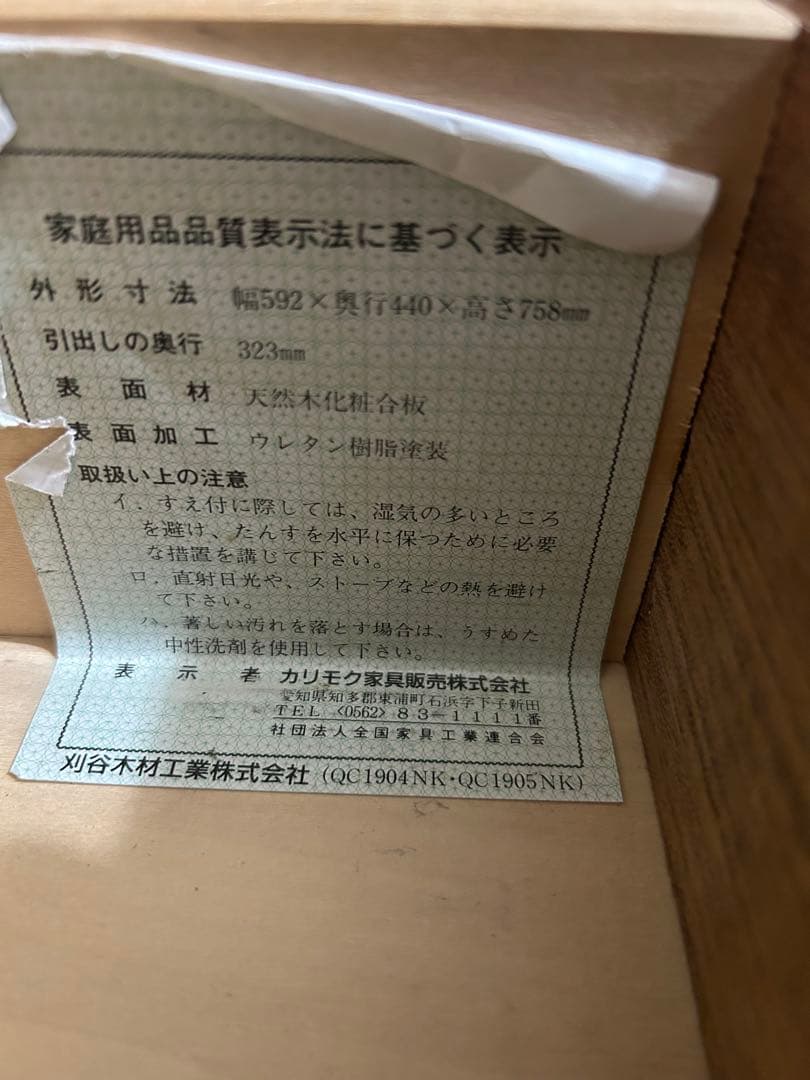 家庭用品品質表示法に基づく表示
外形寸法 幅592×奥行440×高さ758mm
引出しの奥行 323mm
表面材 天然木化粧合板
表面加工 ウレタン樹脂塗装
取扱い上の注意
イ．すえ付に際しては、湿気の多いところ
を避け、たんすを水平に保つために必要
な措置を講じて下さい。
ロ．直射日光や、ストーブなどの熱を避け
て下さい。
ハ．著しい汚れを落とす場合は、うすめた
中性洗剤を使用して下さい。
表示者 カリモク家具販売株式会社
愛知県知多郡東浦町石浜字下子新田
TEL〈0562〉83－1111番
社団法人全国家具工業連合会
刈谷木材工業株式会社 (QC1904NK・QC1905NK)